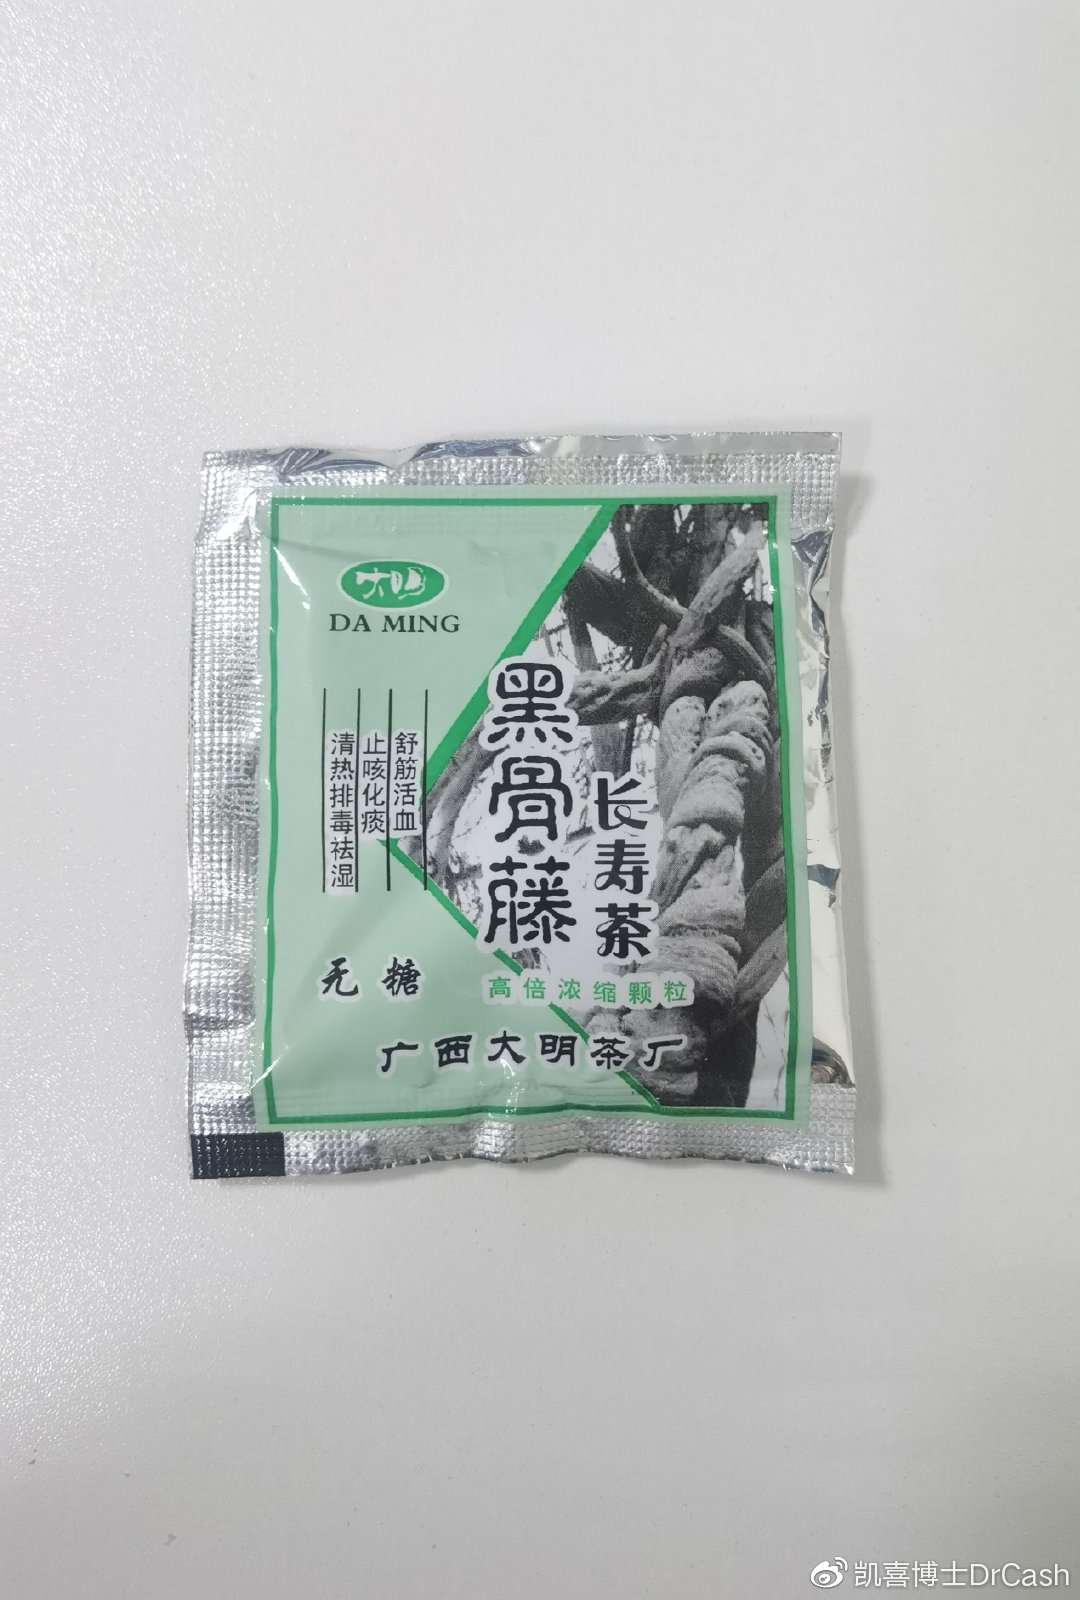 大明
DA MING
舒筋活血
止咳化痰
清热排毒祛湿
黑骨藤
长寿茶
无糖
高倍浓缩颗粒
广西大明茶厂
凯喜博士DrCash